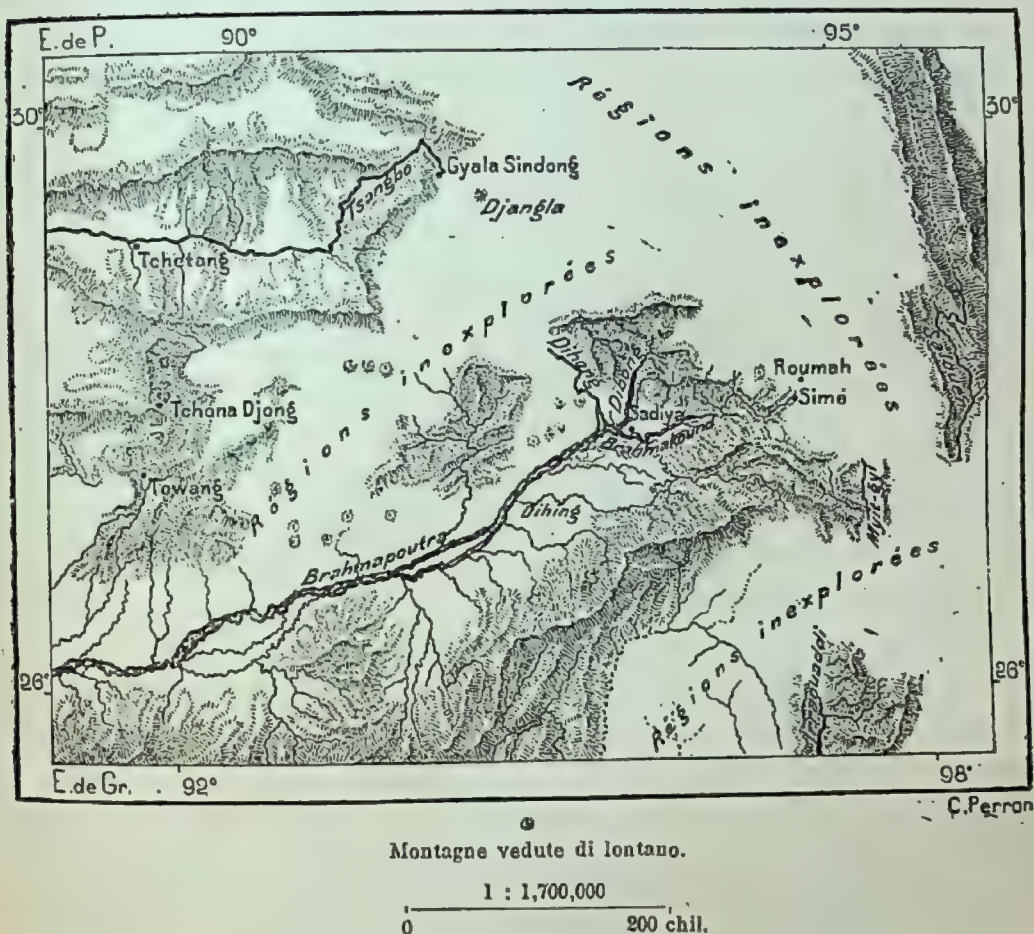 E. de P. 90° 95°
30° 30°
Régions inexplorées
Tsangbo
Gyala Sindong
Djangla
Tchetang
Régions inexplorées
Dihong
Dibong
Roumah
Simé
Tchona Djong
Sadiya
Brahmakound
Towang
Dihing
Brahmapoutra
Régions inexplorées
26° 26°
E. de Gr. 92° 98°
C. Perron
Montagne vedute di lontano.
1 : 1,700,000
0 200 chil.